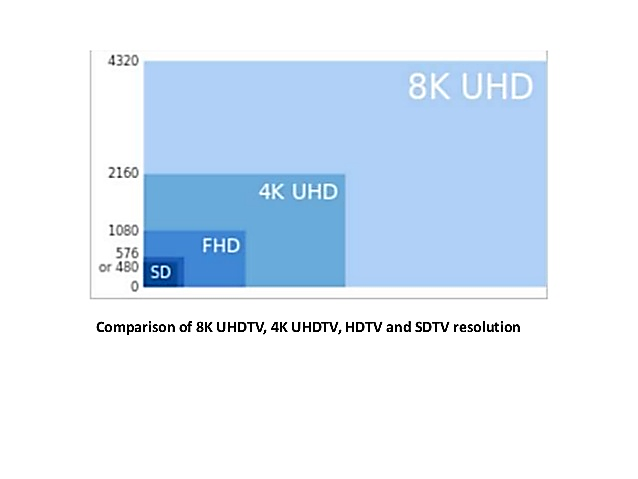 4320
8K UHD
2160
4K UHD
1080
FHD
576
or 480
SD
0
Comparison of 8K UHDTV, 4K UHDTV, HDTV and SDTV resolution